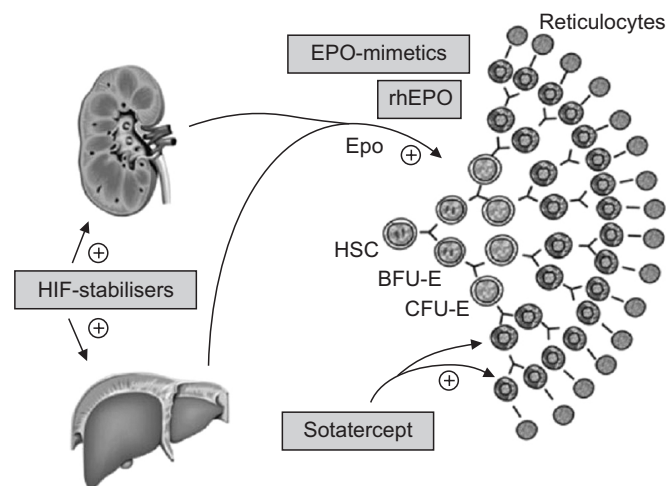 Reticulocytes
EPO-mimetics
rhEPO
Epo
+
HSC
BFU-E
CFU-E
+
HIF-stabilisers
+
+
Sotatercept